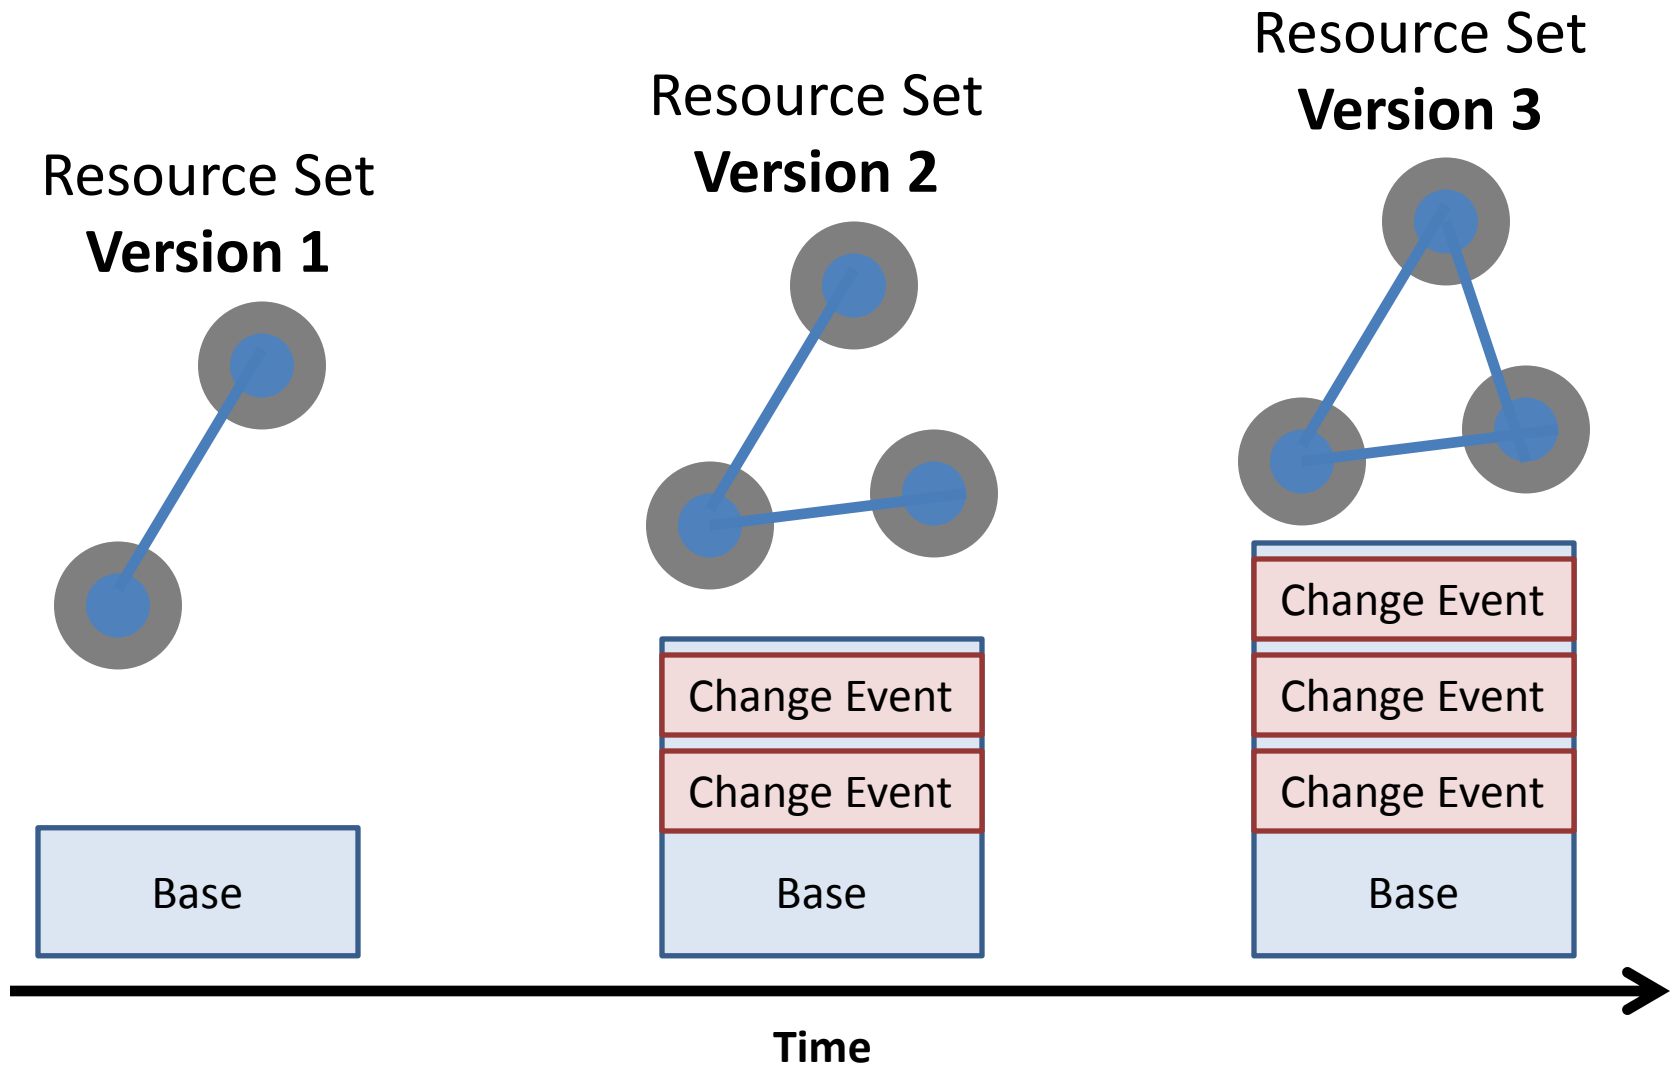 Resource Set
Version 1
Base
Resource Set
Version 2
Change Event
Change Event
Base
Resource Set
Version 3
Change Event
Change Event
Change Event
Base
Time